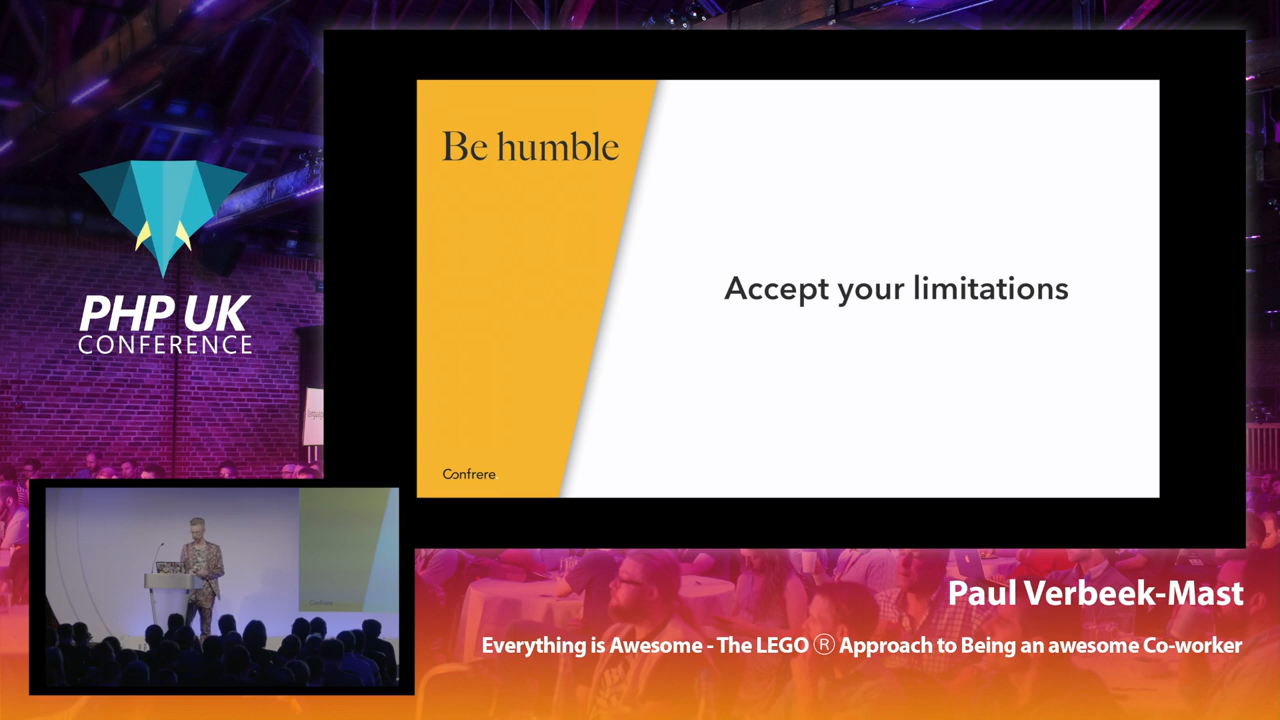 Be humble
Accept your limitations
Confrere
PHP UK
CONFERENCE
Confrere
Paul Verbeek-Mast
Everything is Awesome - The LEGO ® Approach to Being an awesome Co-worker